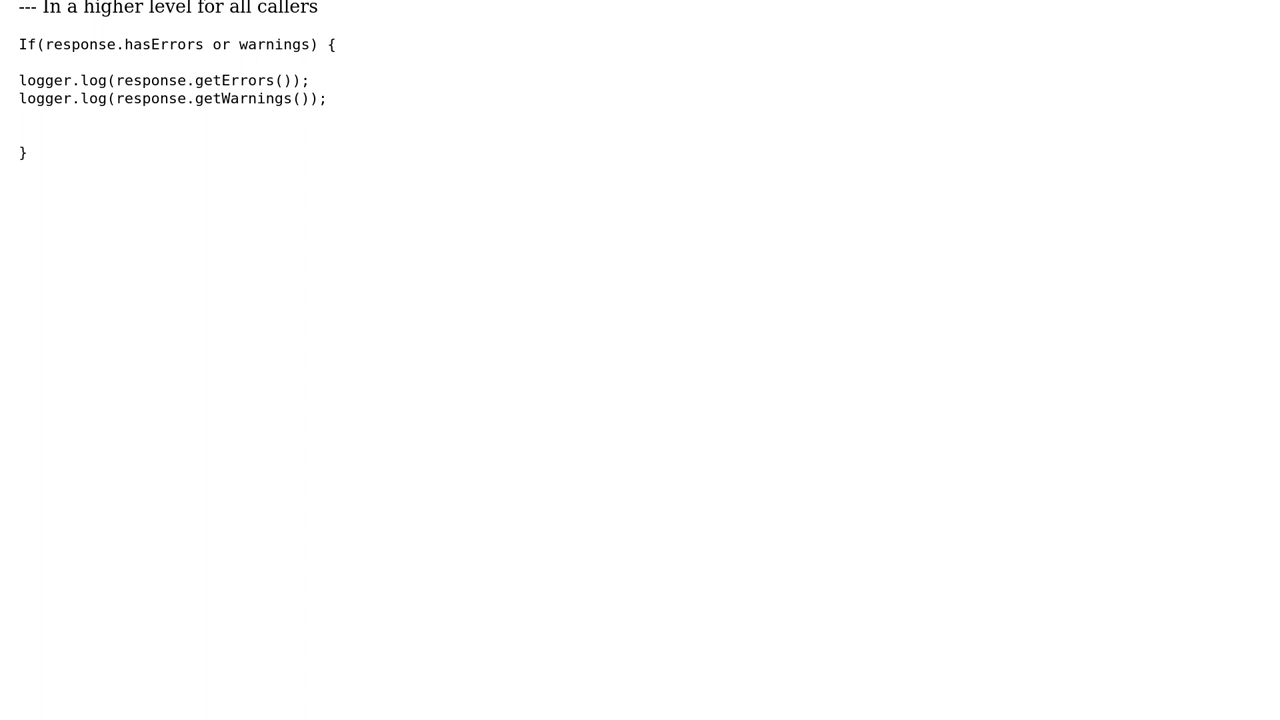 --- In a higher level for all callers
If(response.hasErrors or warnings) {
logger.log(response.getErrors());
logger.log(response.getWarnings());
}